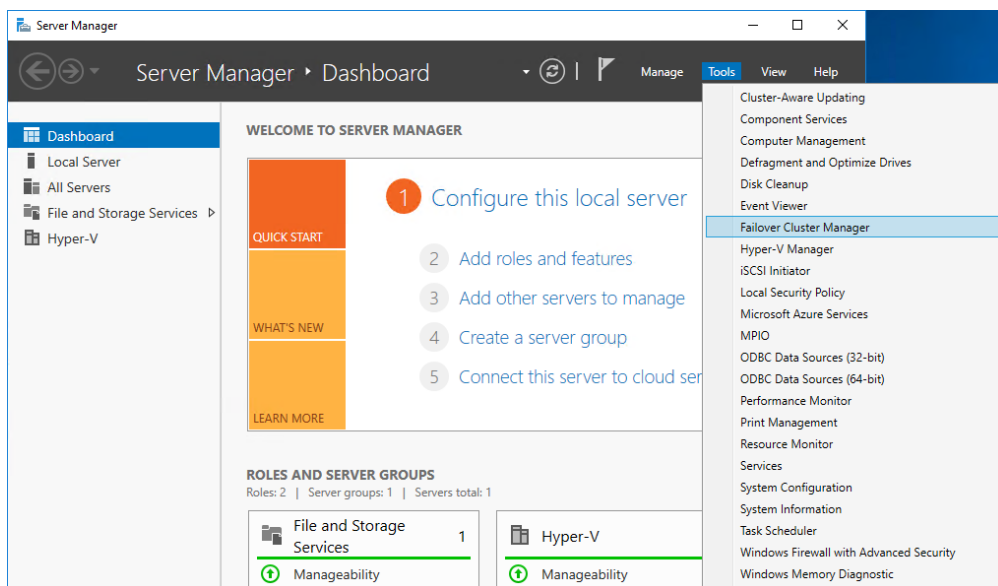 Server Manager
Server Manager • Dashboard
Manage
Tools
View
Help
Dashboard
Local Server
All Servers
File and Storage Services
Hyper-V
WELCOME TO SERVER MANAGER
QUICK START
WHAT'S NEW
LEARN MORE
1 Configure this local server
2 Add roles and features
3 Add other servers to manage
4 Create a server group
5 Connect this server to cloud ser
ROLES AND SERVER GROUPS
Roles: 2 | Server groups: 1 | Servers total: 1
File and Storage
Services
1
Manageability
Hyper-V
Manageability
Cluster-Aware Updating
Component Services
Computer Management
Defragment and Optimize Drives
Disk Cleanup
Event Viewer
Failover Cluster Manager
Hyper-V Manager
iSCSI Initiator
Local Security Policy
Microsoft Azure Services
MPIO
ODBC Data Sources (32-bit)
ODBC Data Sources (64-bit)
Performance Monitor
Print Management
Resource Monitor
Services
System Configuration
System Information
Task Scheduler
Windows Firewall with Advanced Security
Windows Memory Diagnostic